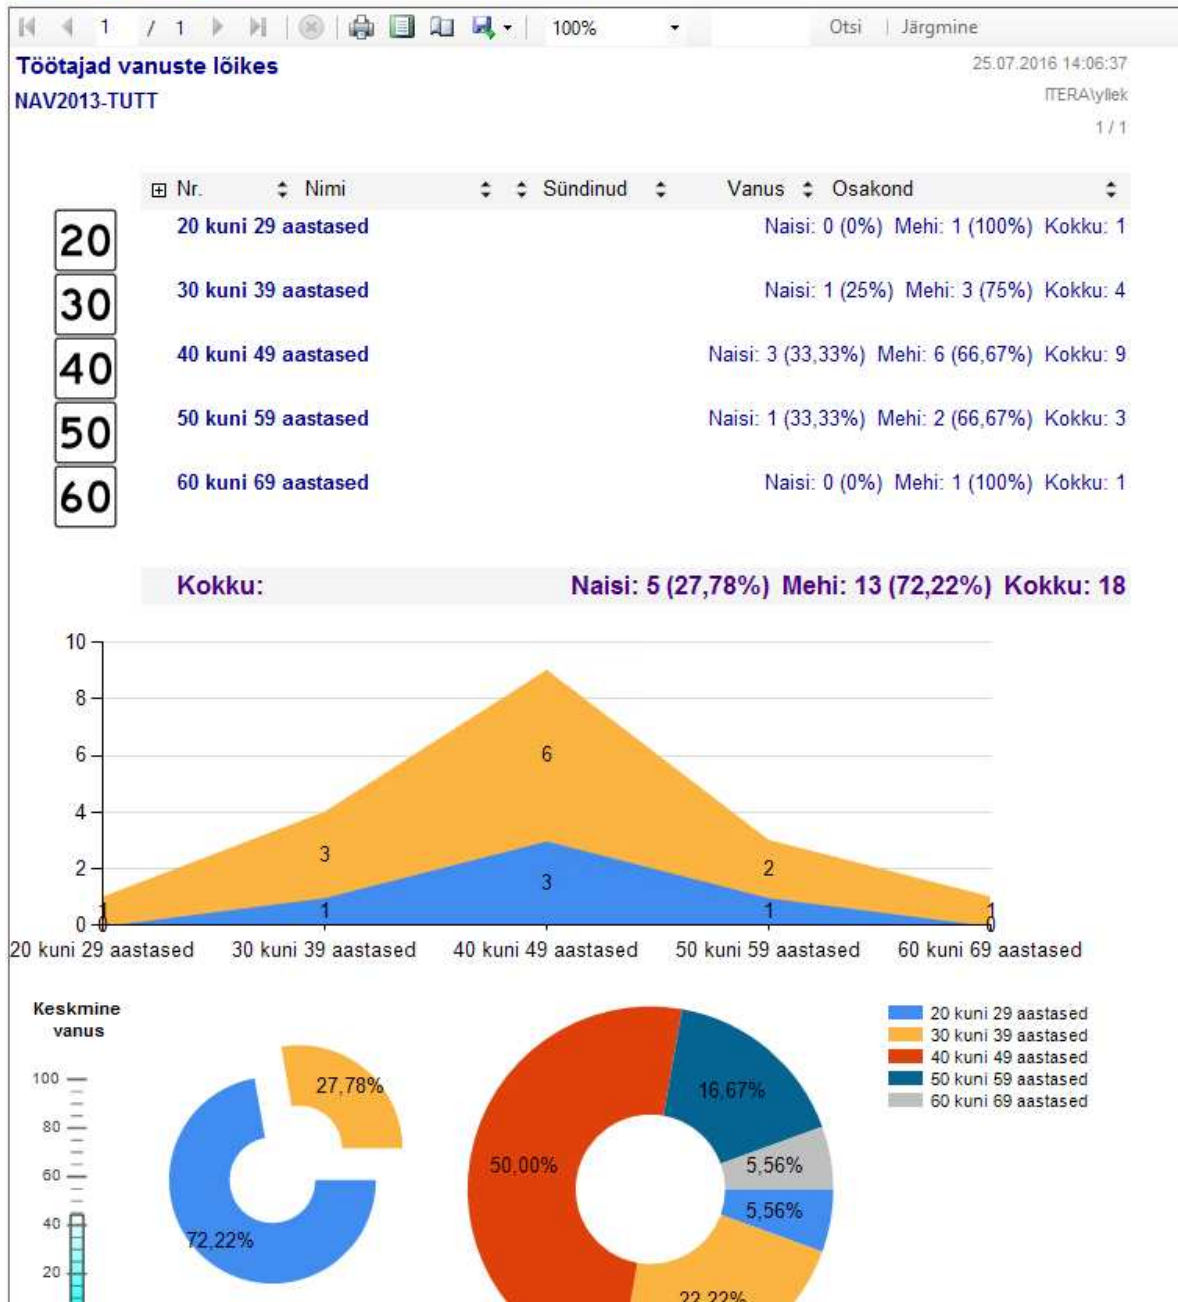 1 / 1 100% Otsi | Järgmine
Töötajad vanuste lõikes 25.07.2016 14:06:37
NAV2013-TUTT ITERA\yllek
1 / 1
Nr. Nimi Sündinud Vanus Osakond
20 20 kuni 29 aastased Naisi: 0 (0%) Mehi: 1 (100%) Kokku: 1
30 30 kuni 39 aastased Naisi: 1 (25%) Mehi: 3 (75%) Kokku: 4
40 40 kuni 49 aastased Naisi: 3 (33,33%) Mehi: 6 (66,67%) Kokku: 9
50 50 kuni 59 aastased Naisi: 1 (33,33%) Mehi: 2 (66,67%) Kokku: 3
60 60 kuni 69 aastased Naisi: 0 (0%) Mehi: 1 (100%) Kokku: 1
Kokku: Naisi: 5 (27,78%) Mehi: 13 (72,22%) Kokku: 18
10
8
6 6
4
3
2 2
3
1 1 1 1
0 0 0
20 kuni 29 aastased 30 kuni 39 aastased 40 kuni 49 aastased 50 kuni 59 aastased 60 kuni 69 aastased
Keskmine
vanus
100
80
60
40
20
27,78%
72,22%
16,67%
50,00%
5,56%
5,56%
22,22%
20 kuni 29 aastased
30 kuni 39 aastased
40 kuni 49 aastased
50 kuni 59 aastased
60 kuni 69 aastased